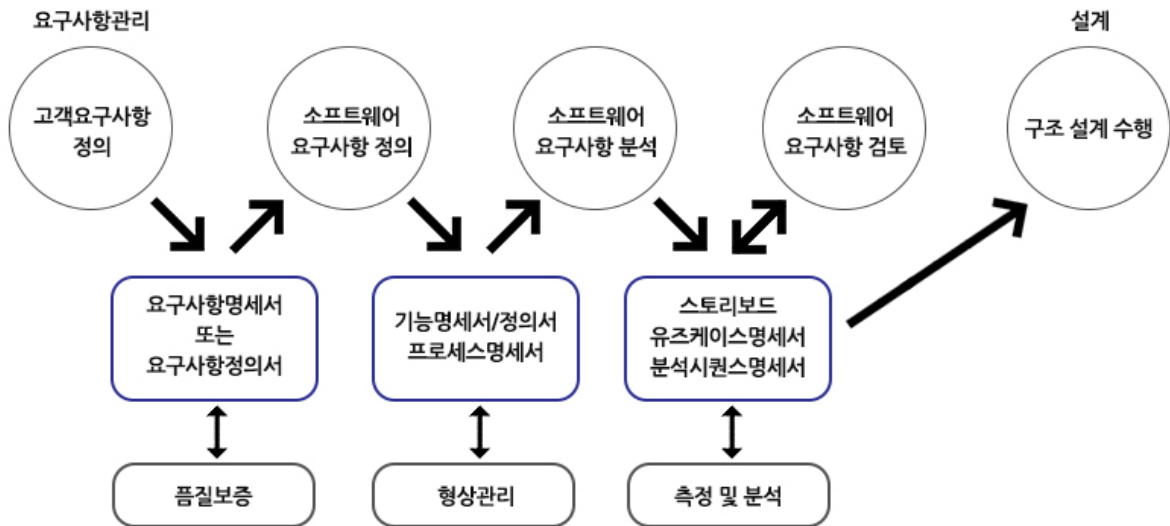 요구사항관리
설계
고객요구사항
정의
소프트웨어
요구사항 정의
소프트웨어
요구사항 분석
소프트웨어
요구사항 검토
구조 설계 수행
요구사항명세서
또는
요구사항정의서
기능명세서/정의서
프로세스명세서
스토리보드
유즈케이스명세서
분석시퀀스명세서
픔질보증
형상관리
측정 및 분석